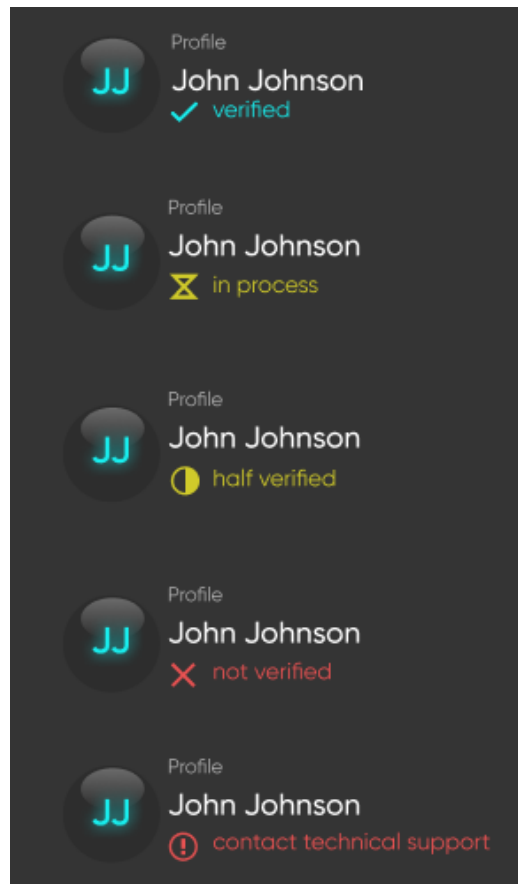 Profile
JJ
John Johnson
verified
Profile
JJ
John Johnson
in process
Profile
JJ
John Johnson
half verified
Profile
JJ
John Johnson
not verified
Profile
JJ
John Johnson
contact technical support